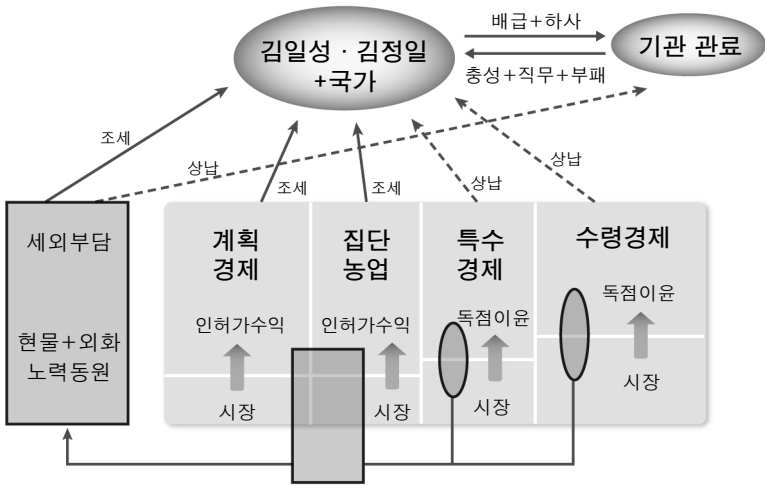 배급+하사
김일성 · 김정일
+국가
기관 관료
충성+직무+부패
조세
상납
조세
조세
상납
상납
세외부담
현물+외화
노력동원
계획
경제
집단
농업
특수
경제
수령경제
인허가수익
인허가수익
독점이윤
독점이윤
시장
시장
시장
시장